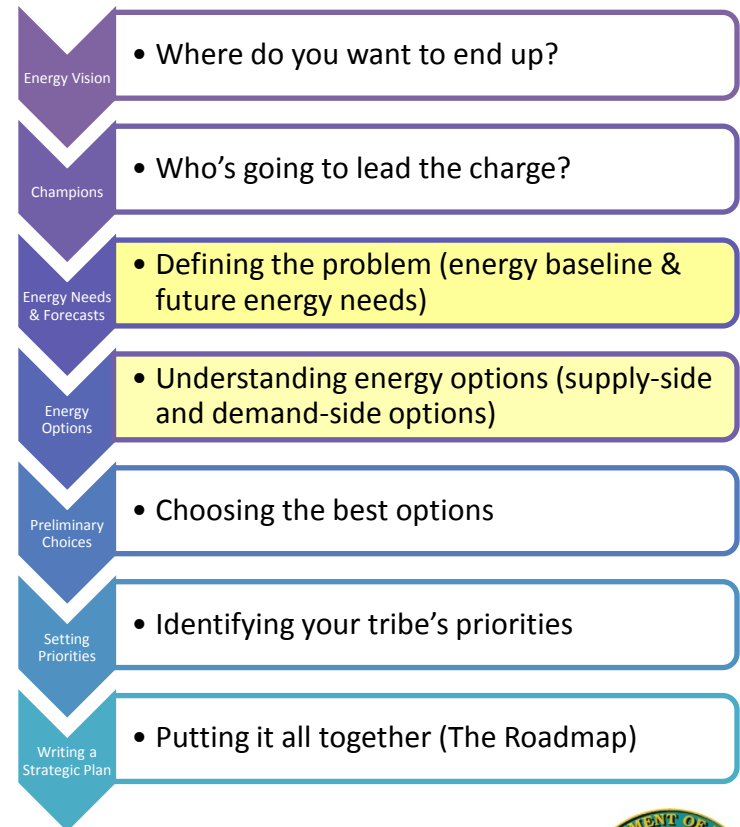 Energy Vision
• Where do you want to end up?
Champions
• Who's going to lead the charge?
Energy Needs
& Forecasts
• Defining the problem (energy baseline &
future energy needs)
Energy
Options
• Understanding energy options (supply-side
and demand-side options)
Preliminary
Choices
• Choosing the best options
Setting
Priorities
• Identifying your tribe's priorities
Writing a
Strategic Plan
• Putting it all together (The Roadmap)